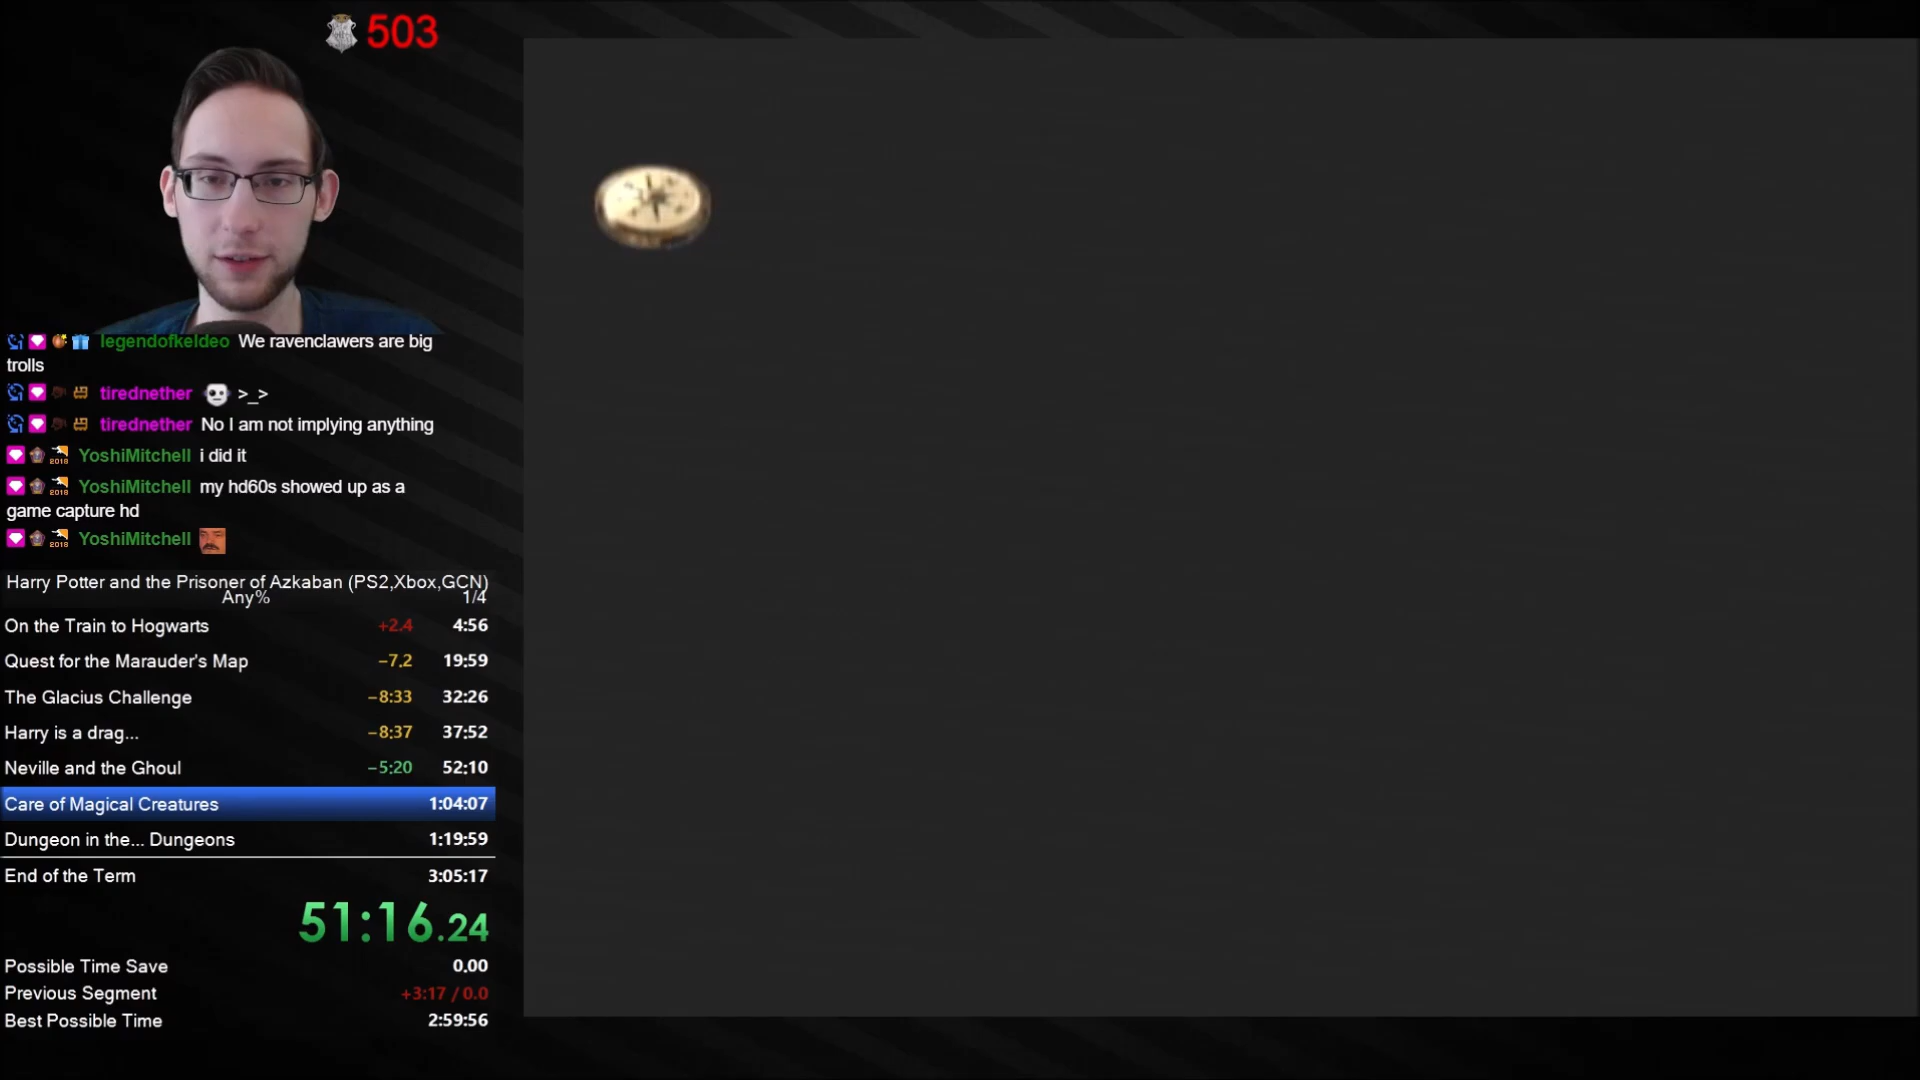 503
legendofkeldeo We ravenclawers are big
trolls
tirednether >_>
tirednether No I am not implying anything
YoshiMitchell i did it
YoshiMitchell my hd60s showed up as a
game capture hd
YoshiMitchell
Harry Potter and the Prisoner of Azkaban (PS2,Xbox,GCN)
Any% 1/4
On the Train to Hogwarts +2.4 4:56
Quest for the Marauder's Map −7.2 19:59
The Glacius Challenge −8:33 32:26
Harry is a drag... −8:37 37:52
Neville and the Ghoul −5:20 52:10
Care of Magical Creatures 1:04:07
Dungeon in the... Dungeons 1:19:59
End of the Term 3:05:17
51:16.24
Possible Time Save 0.00
Previous Segment +3:17 / 0.0
Best Possible Time 2:59:56